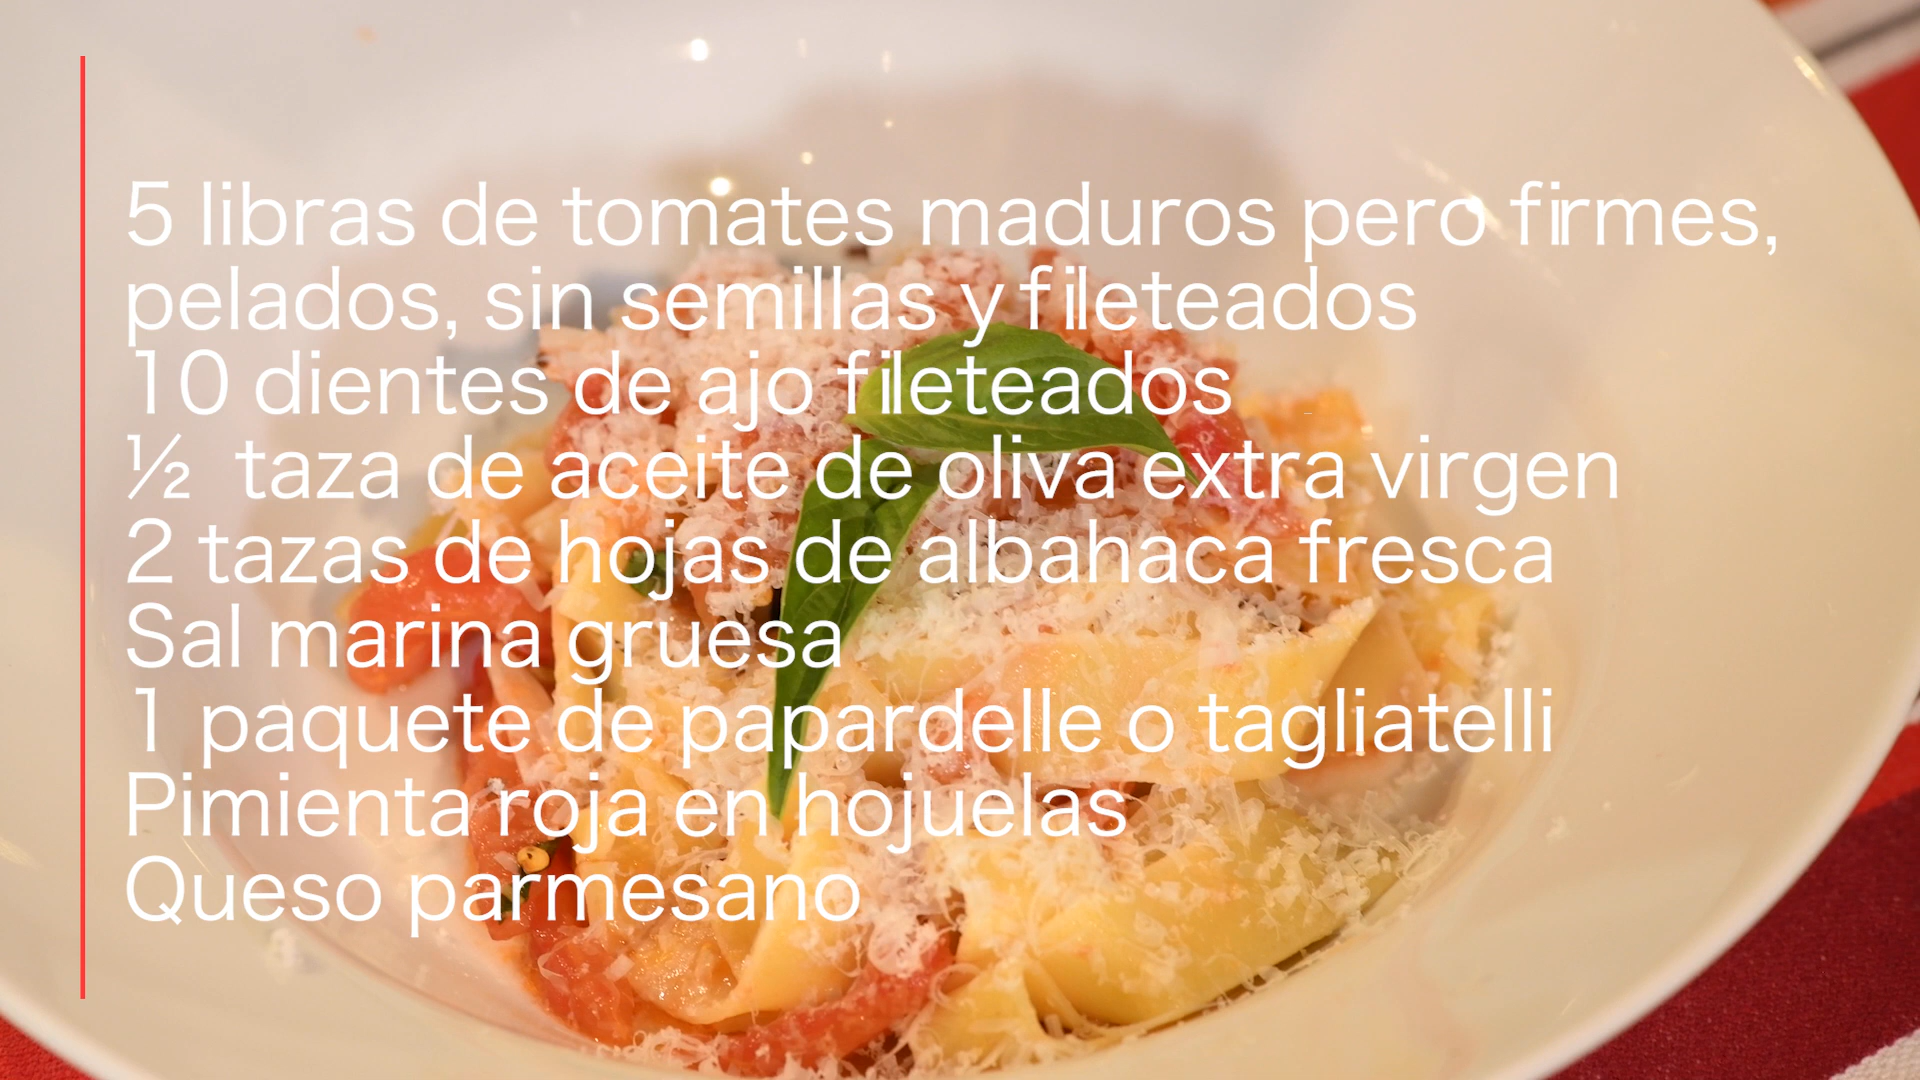 5 libras de tomates maduros pero firmes,
pelados, sin semillas y fileteados
10 dientes de ajo fileteados
½ taza de aceite de oliva extra virgen
2 tazas de hojas de albahaca fresca
Sal marina gruesa
1 paquete de papardelle o tagliatelli
Pimienta roja en hojuelas
Queso parmesano